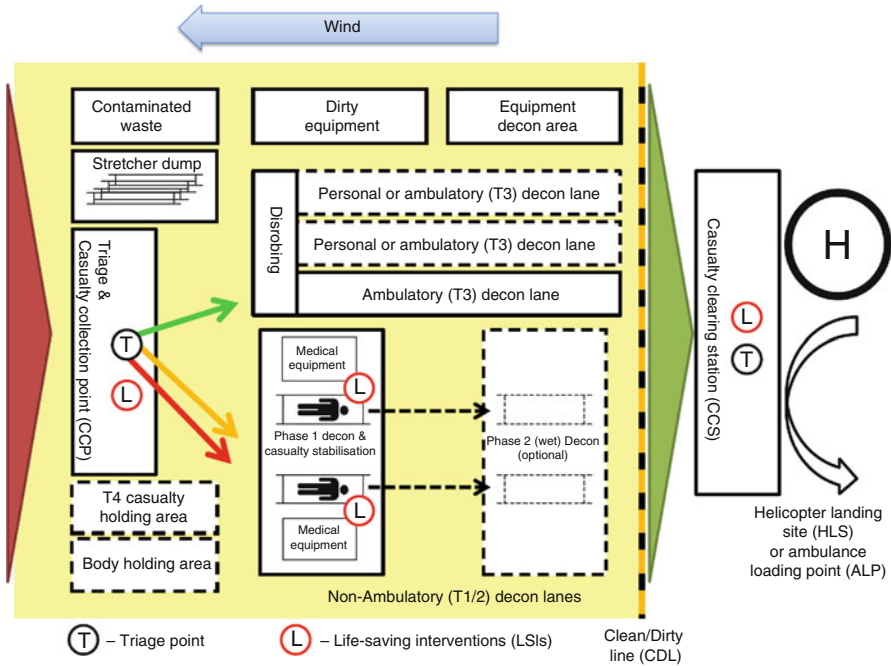 Wind
Contaminated
waste
Dirty
equipment
Equipment
decon area
Stretcher dump
Triage &
Casualty collection point (CCP)
T
L
Disrobing
Personal or ambulatory (T3) decon lane
Personal or ambulatory (T3) decon lane
Ambulatory (T3) decon lane
Medical
equipment
L
Phase 1 decon &
casualty stabilisation
L
Medical
equipment
Phase 2 (wet) Decon
(optional)
T4 casualty
holding area
Body holding area
Non-Ambulatory (T1/2) decon lanes
Casualty clearing station (CCS)
L
T
H
Helicopter landing
site (HLS)
or ambulance
loading point (ALP)
T – Triage point
L – Life-saving interventions (LSIs)
Clean/Dirty
line (CDL)